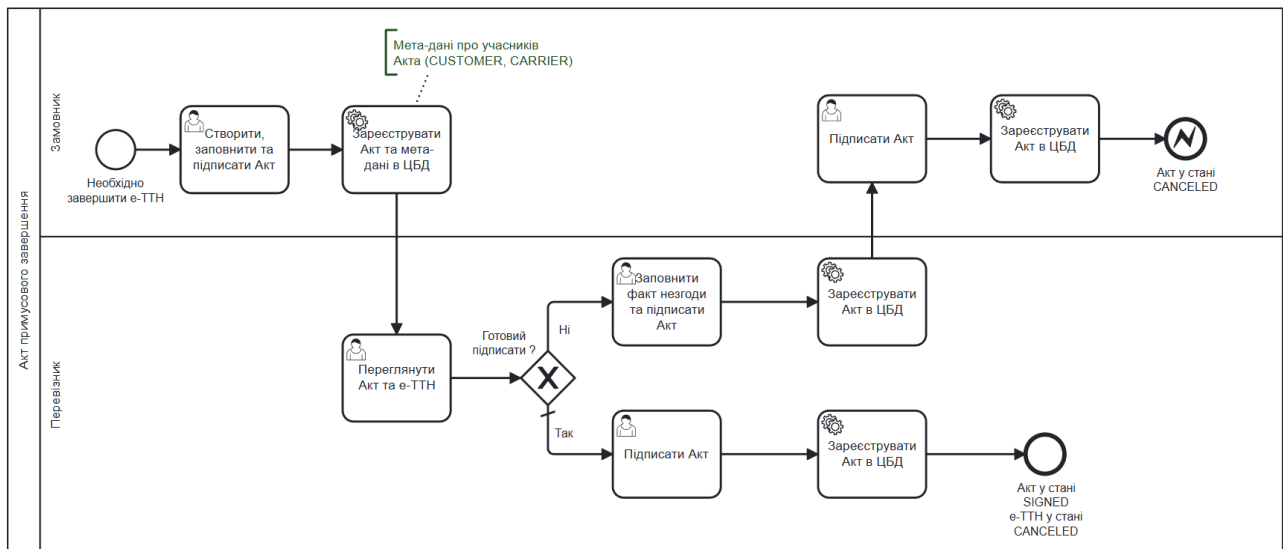 Акт примусового завершення
Замовник
Необхідно
завершити е-ТТН
Створити,
заповнити та
підписати Акт
Мета-дані про учасників
Акта (CUSTOMER, CARRIER)
Зареєструвати
Акт та мета-
дані в ЦБД
Підписати Акт
Зареєструвати
Акт в ЦБД
Акт у стані
CANCELED
Перевізник
Переглянути
Акт та е-ТТН
Готовий
підписати ?
Ні
Заповнити
факт незгоди
та підписати
Акт
Зареєструвати
Акт в ЦБД
Так
Підписати Акт
Зареєструвати
Акт в ЦБД
Акт у стані
SIGNED
е-ТТН у стані
CANCELED